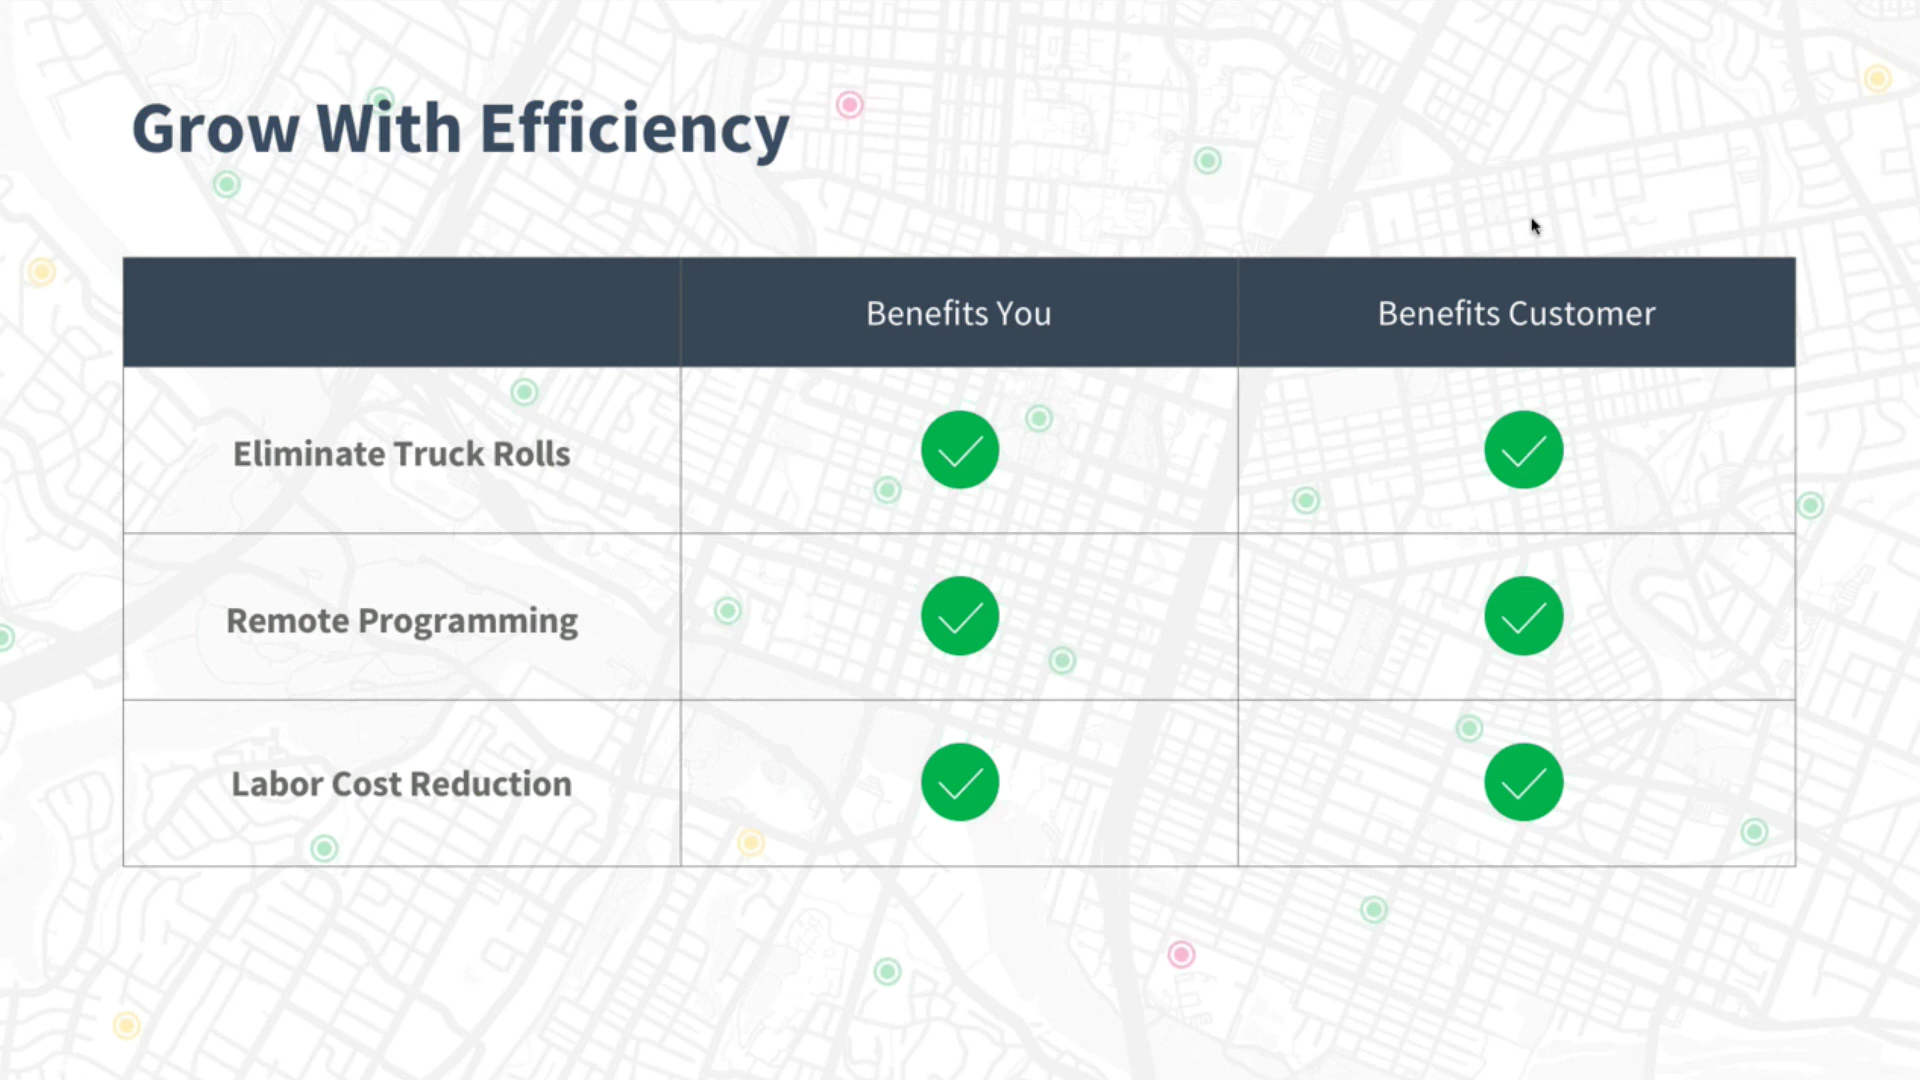 Grow With Efficiency
Benefits You
Benefits Customer
Eliminate Truck Rolls
Remote Programming
Labor Cost Reduction